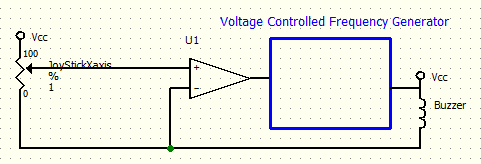 Voltage Controlled Frequency Generator
Vcc
U1
100
JoyStickXaxis
%
1
0
+
−
Vcc
Buzzer